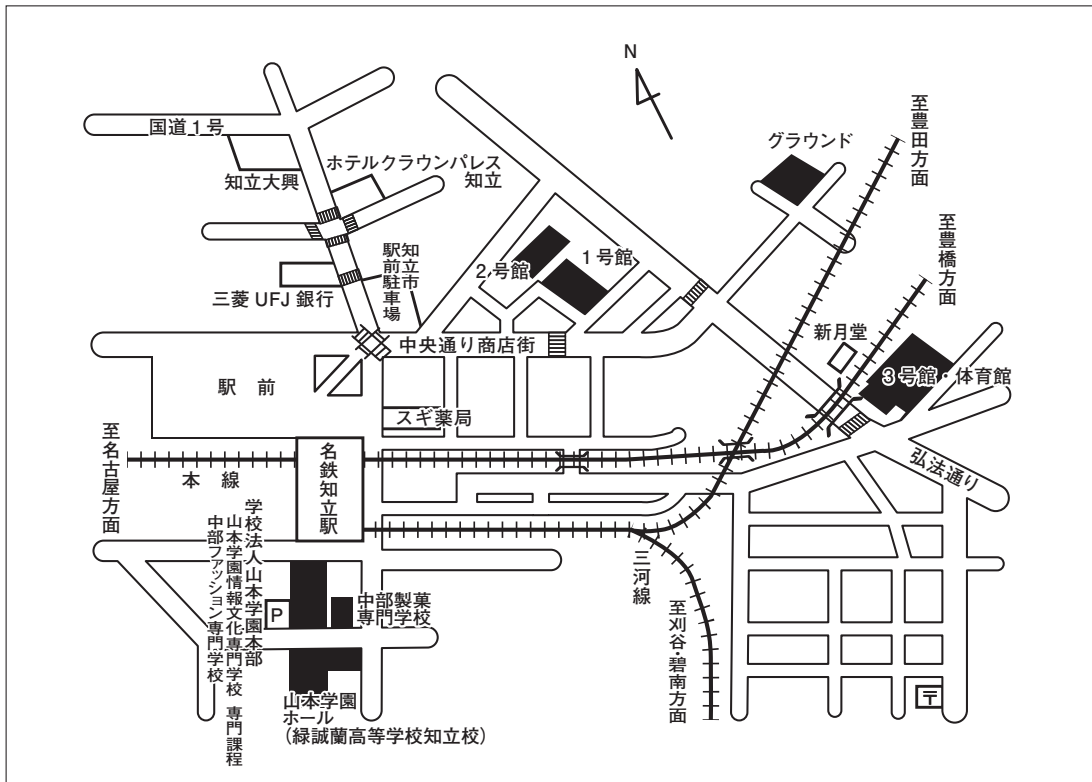 N
国道1号
知立大興
ホテルクラウンパレス
知立
三菱UFJ銀行
知立市
駅前駐車場
2号館
1号館
グラウンド
至豊田方面
至豊橋方面
新月堂
3号館・体育館
中央通り商店街
駅前
スギ薬局
至名古屋方面
本線
名鉄知立駅
弘法通り
三河線
至刈谷・碧南方面
学校法人山本学園本部
山本学園情報文化専門学校 専門課程
中部ファッション専門学校
P
中部製菓
専門学校
山本学園
ホール
(緑誠蘭高等学校知立校)
〒